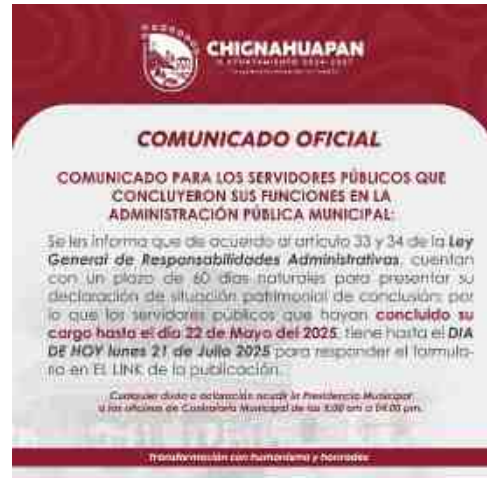 CHIGNAHUAPAN
H. AYUNTAMIENTO 2024-2027
COMUNICADO OFICIAL
COMUNICADO PARA LOS SERVIDORES PÚBLICOS QUE
CONCLUYERON SUS FUNCIONES EN LA
ADMINISTRACIÓN PÚBLICA MUNICIPAL:
Se les informa que de acuerdo al artículo 33 y 34 de la Ley
General de Responsabilidades Administrativas, cuentan
con un plazo de 60 días naturales para presentar su
declaración de situación patrimonial de conclusión; por
lo que los servidores públicos que hayan concluido su
cargo hasta el día 22 de Mayo del 2025, tiene hasta el DIA
DE HOY lunes 21 de Julio 2025 para responder el formula-
rio en EL LINK de la publicación.
Cualquier duda o aclaración acudir la Presidencia Municipal
a las oficinas de Contraloría Municipal de las 8:00 am a 04:00 pm.
Transformación con humanismo y honradez